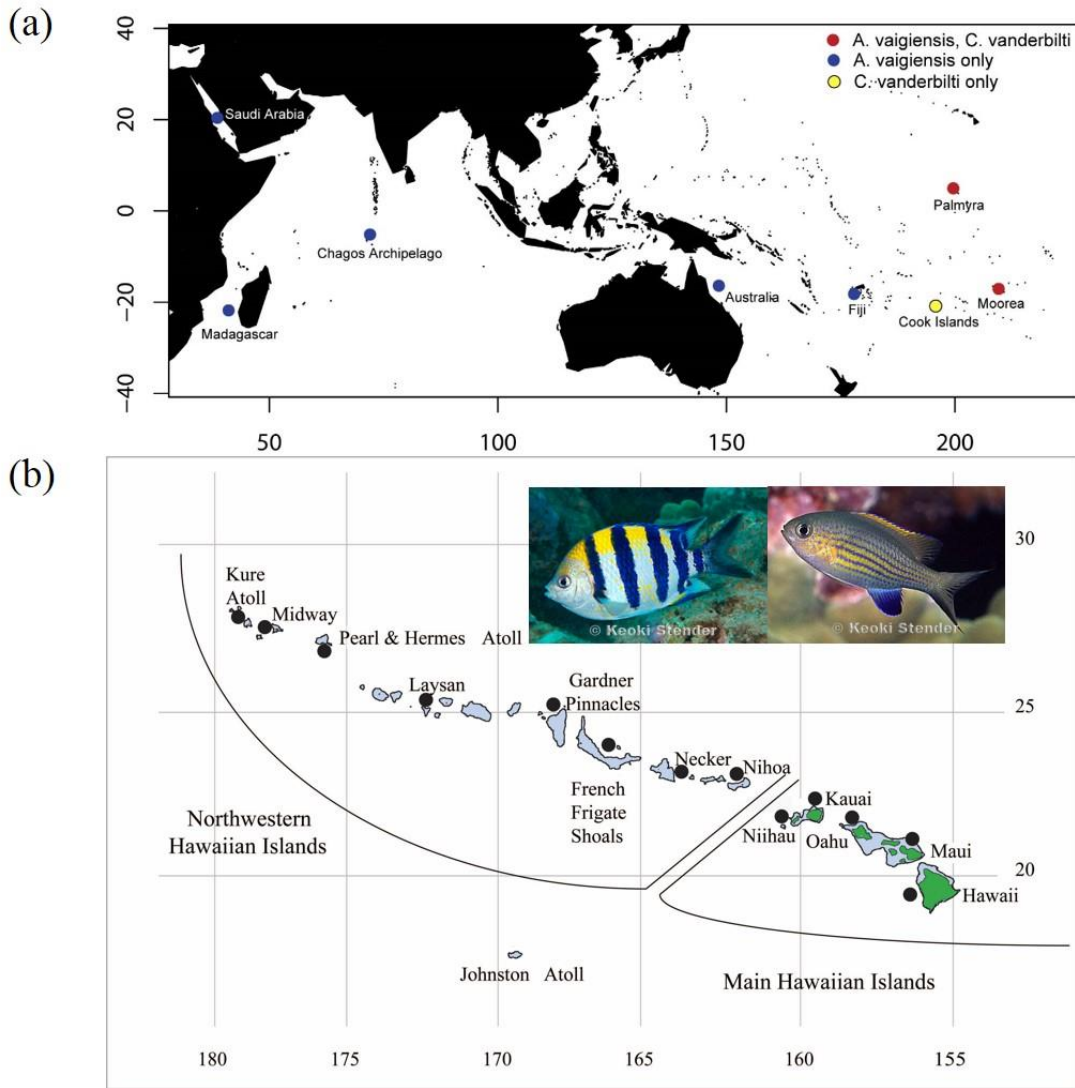 (a)
A. vaigiensis, C. vanderbilti
A. vaigiensis only
C. vanderbilti only
40
20
0
−20
−40
Saudi Arabia
Chagos Archipelago
Madagascar
Australia
Fiji
Cook Islands
Palmyra
Moorea
50
100
150
200
(b)
© Keoki Stender
© Keoki Stender
30
25
20
Kure
Atoll
Midway
Pearl & Hermes Atoll
Laysan
Gardner
Pinnacles
French
Frigate
Shoals
Necker
Nihoa
Northwestern
Hawaiian Islands
Kauai
Niihau
Oahu
Maui
Hawaii
Johnston Atoll
Main Hawaiian Islands
180
175
170
165
160
155